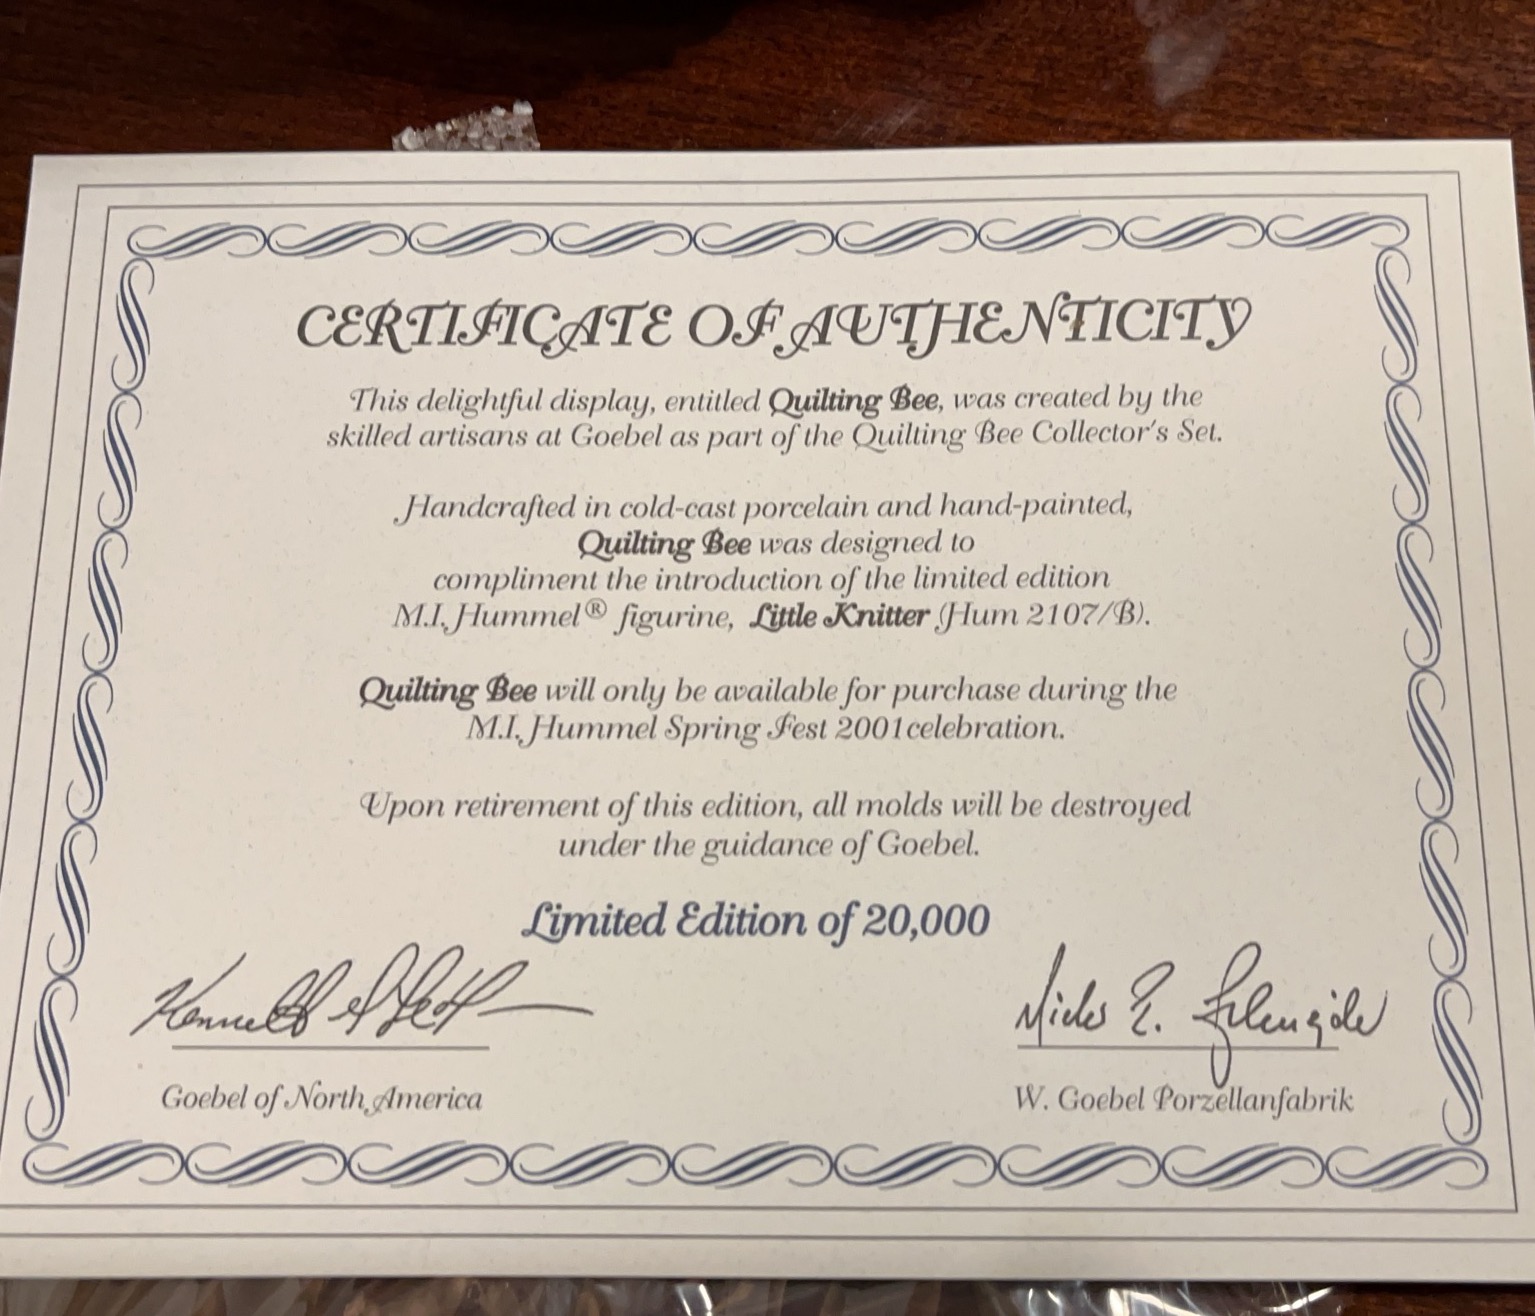 CERTIFICATE OF AUTHENTICITY
This delightful display, entitled Quilting Bee, was created by the
skilled artisans at Goebel as part of the Quilting Bee Collector's Set.
Handcrafted in cold-cast porcelain and hand-painted,
Quilting Bee was designed to
compliment the introduction of the limited edition
M.I. Hummel® figurine, Little Knitter (Hum 2107/B).
Quilting Bee will only be available for purchase during the
M.I. Hummel Spring Fest 2001celebration.
Upon retirement of this edition, all molds will be destroyed
under the guidance of Goebel.
Limited Edition of 20,000
Goebel of North America
W. Goebel Porzellanfabrik